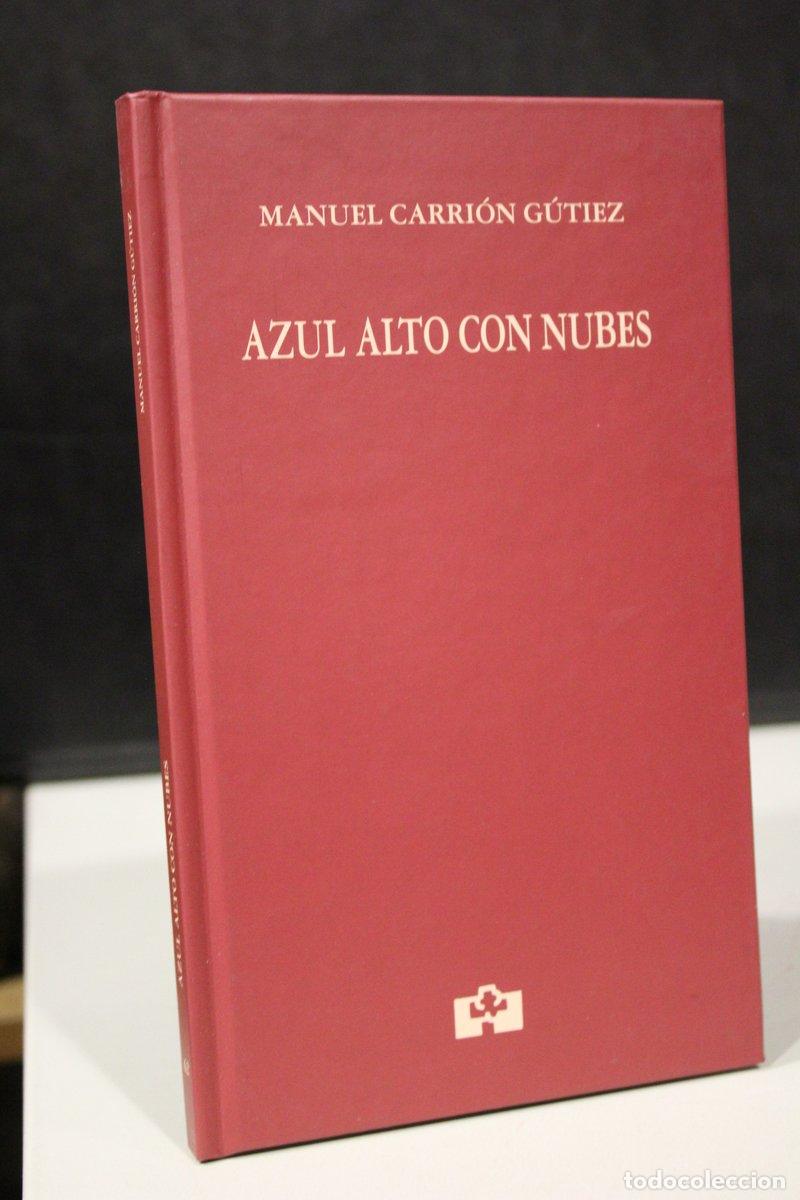 MANUEL CARRIÓN GÚTIEZ
AZUL ALTO CON NUBES
MANUEL CARRIÓN GÚTIEZ
AZUL ALTO CON NUBES
todocoleccion